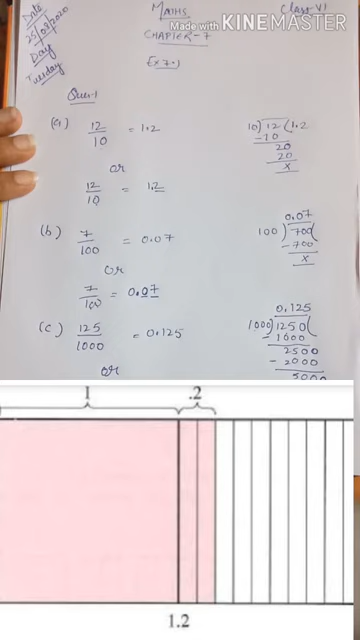 Maths
Class-VI
Made With KINEMASTER
Date
25/08/2020
Day
Tuesday
CHAPTER-7
Ex 7.1
Ques-1
(a) 12/10 = 1.2
10) 12 ( 1.2
-10
20
20
x
or
12/10 = 1.2
(b) 7/100 = 0.07
0.07
100 ) 700 (
-700
x
or
7/100 = 0.07
(c) 125/1000 = 0.125
0.125
1000) 1250 (
- 1000
2500
- 2000
5000
or
1 .2
1.2